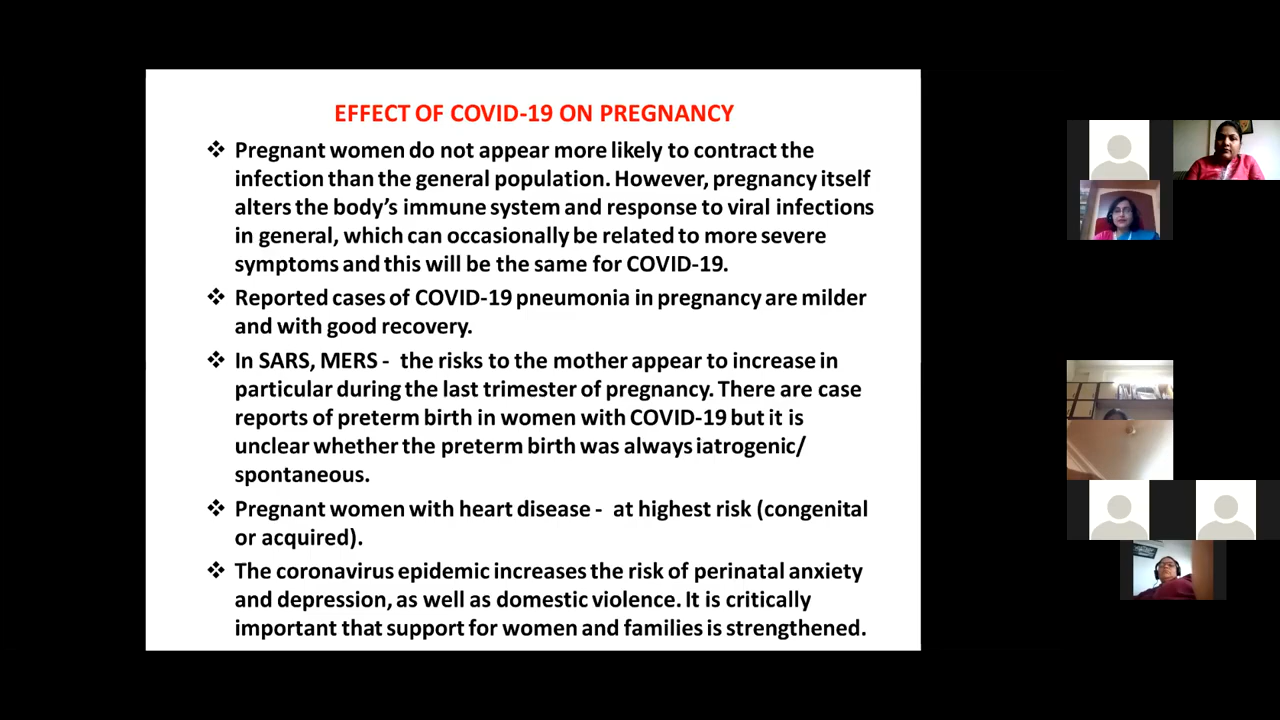 EFFECT OF COVID-19 ON PREGNANCY
❖ Pregnant women do not appear more likely to contract the
infection than the general population. However, pregnancy itself
alters the body’s immune system and response to viral infections
in general, which can occasionally be related to more severe
symptoms and this will be the same for COVID-19.
❖ Reported cases of COVID-19 pneumonia in pregnancy are milder
and with good recovery.
❖ In SARS, MERS - the risks to the mother appear to increase in
particular during the last trimester of pregnancy. There are case
reports of preterm birth in women with COVID-19 but it is
unclear whether the preterm birth was always iatrogenic/
spontaneous.
❖ Pregnant women with heart disease - at highest risk (congenital
or acquired).
❖ The coronavirus epidemic increases the risk of perinatal anxiety
and depression, as well as domestic violence. It is critically
important that support for women and families is strengthened.